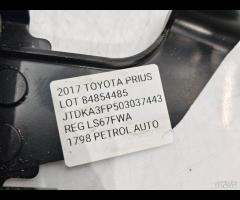 2017 TOYOTA PRIUS
LOT 84854485
JTDKA3FP503037443
REG LS67FWA
1798 PETROL AUTO